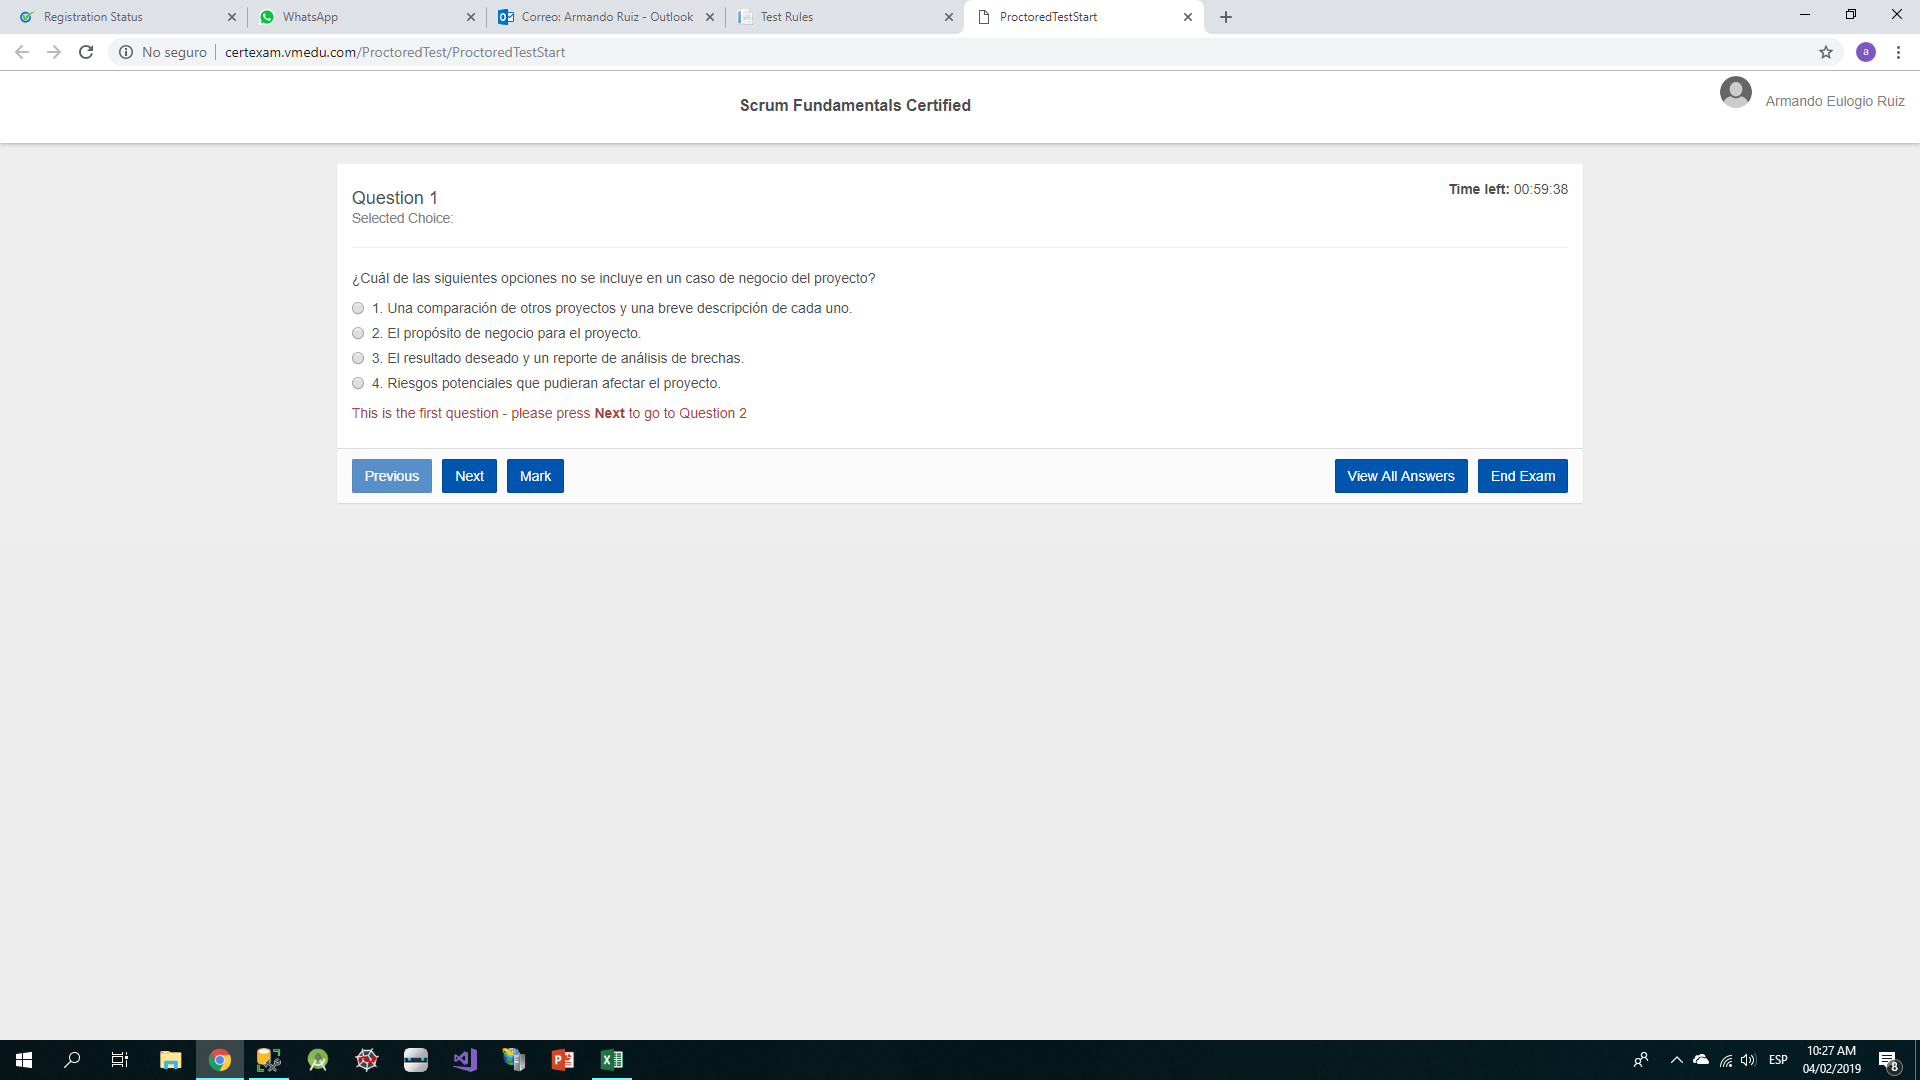 Registration Status
WhatsApp
Correo: Armando Ruiz - Outlook
Test Rules
ProctoredTestStart
No seguro
certexam.vmedu.com/ProctoredTest/ProctoredTestStart
a
Scrum Fundamentals Certified
Armando Eulogio Ruiz
Question 1
Time left: 00:59:38
Selected Choice:
¿Cuál de las siguientes opciones no se incluye en un caso de negocio del proyecto?
1. Una comparación de otros proyectos y una breve descripción de cada uno.
2. El propósito de negocio para el proyecto.
3. El resultado deseado y un reporte de análisis de brechas.
4. Riesgos potenciales que pudieran afectar el proyecto.
This is the first question - please press Next to go to Question 2
Previous
Next
Mark
View All Answers
End Exam
ESP
10:27 AM
04/02/2019
8